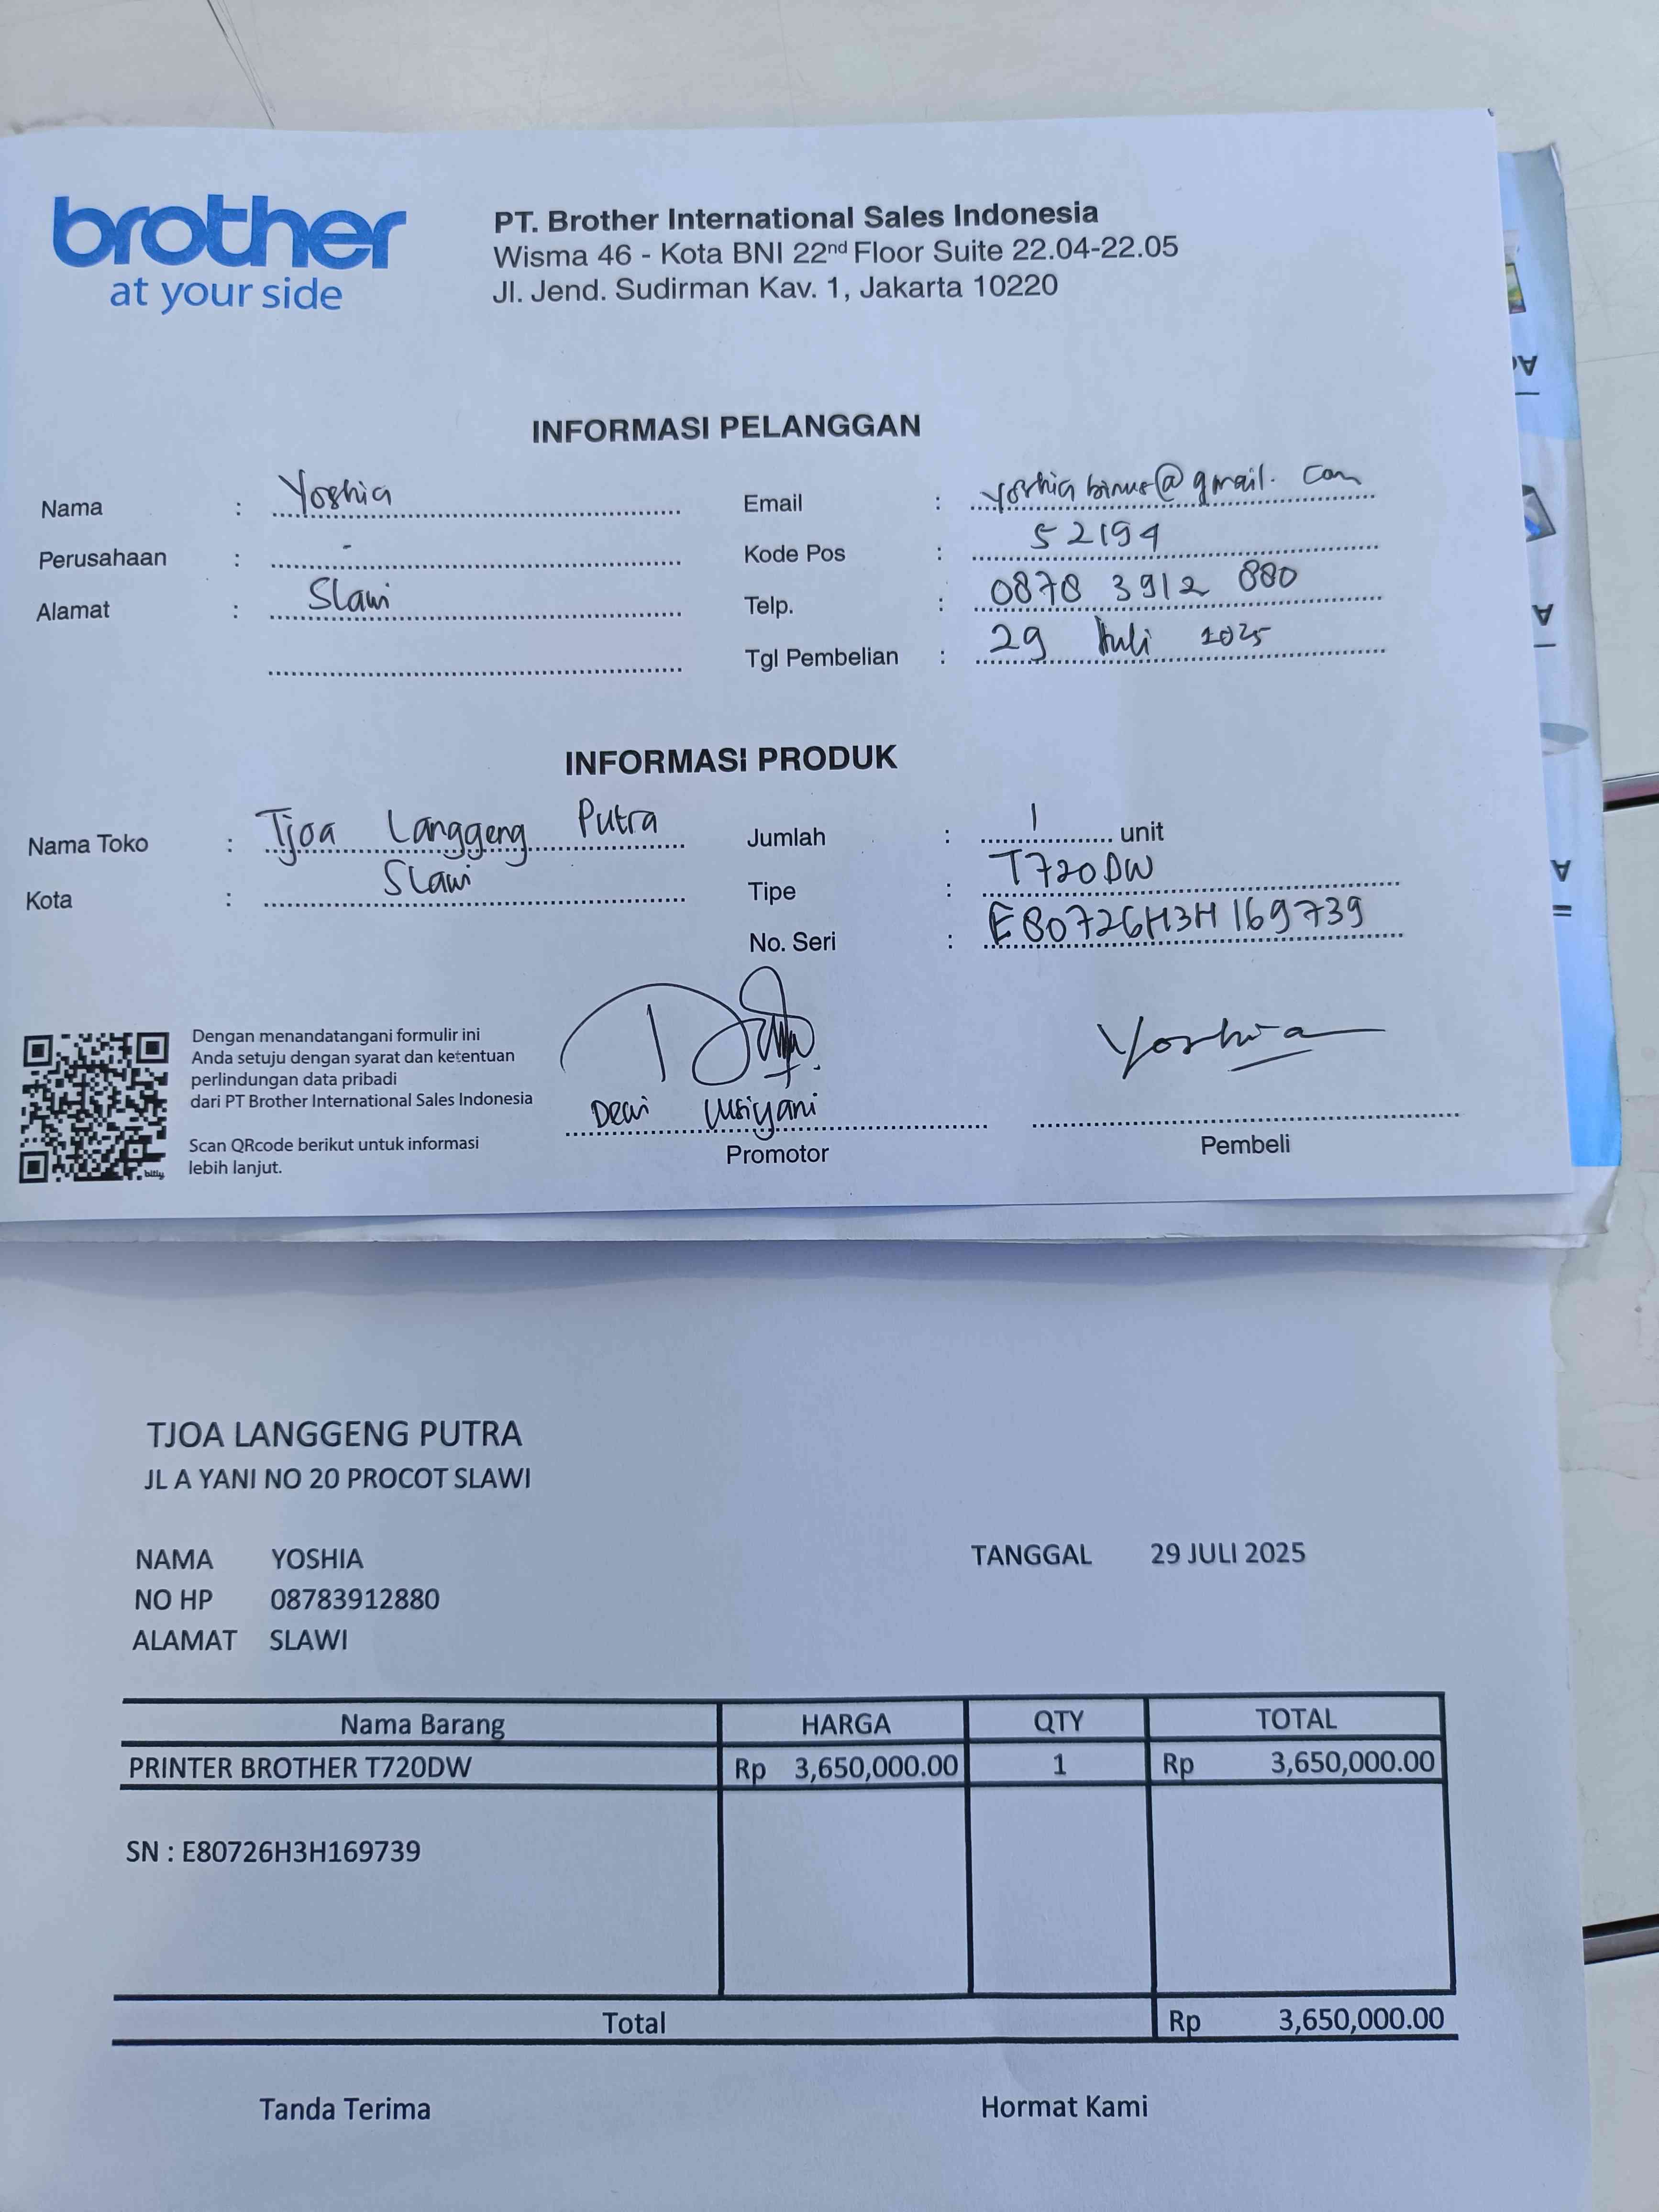 brother
at your side
PT. Brother International Sales Indonesia
Wisma 46 - Kota BNI 22nd Floor Suite 22.04-22.05
Jl. Jend. Sudirman Kav. 1, Jakarta 10220
INFORMASI PELANGGAN
Nama : Yoshia
Email : yoshia binus@gmail. com
Perusahaan : -
Kode Pos : 52194
Alamat : Slawi
Telp. : 0878 3912 880
Tgl Pembelian : 29 Juli 2025
INFORMASI PRODUK
Nama Toko : Tjoa Langgeng Putra
Jumlah : 1 unit
Kota : Slawi
Tipe : T720DW
No. Seri : E80726H3H169739
Dengan menandatangani formulir ini
Anda setuju dengan syarat dan ketentuan
perlindungan data pribadi
dari PT Brother International Sales Indonesia
Scan QRcode berikut untuk informasi
lebih lanjut.
bitly
Dewi
Promotor
Yoshia
Pembeli
TJOA LANGGENG PUTRA
JL A YANI NO 20 PROCOT SLAWI
NAMA YOSHIA
TANGGAL 29 JULI 2025
NO HP 08783912880
ALAMAT SLAWI
Nama Barang HARGA QTY TOTAL
PRINTER BROTHER T720DW Rp 3,650,000.00 1 Rp 3,650,000.00
SN : E80726H3H169739
Total Rp 3,650,000.00
Tanda Terima Hormat Kami